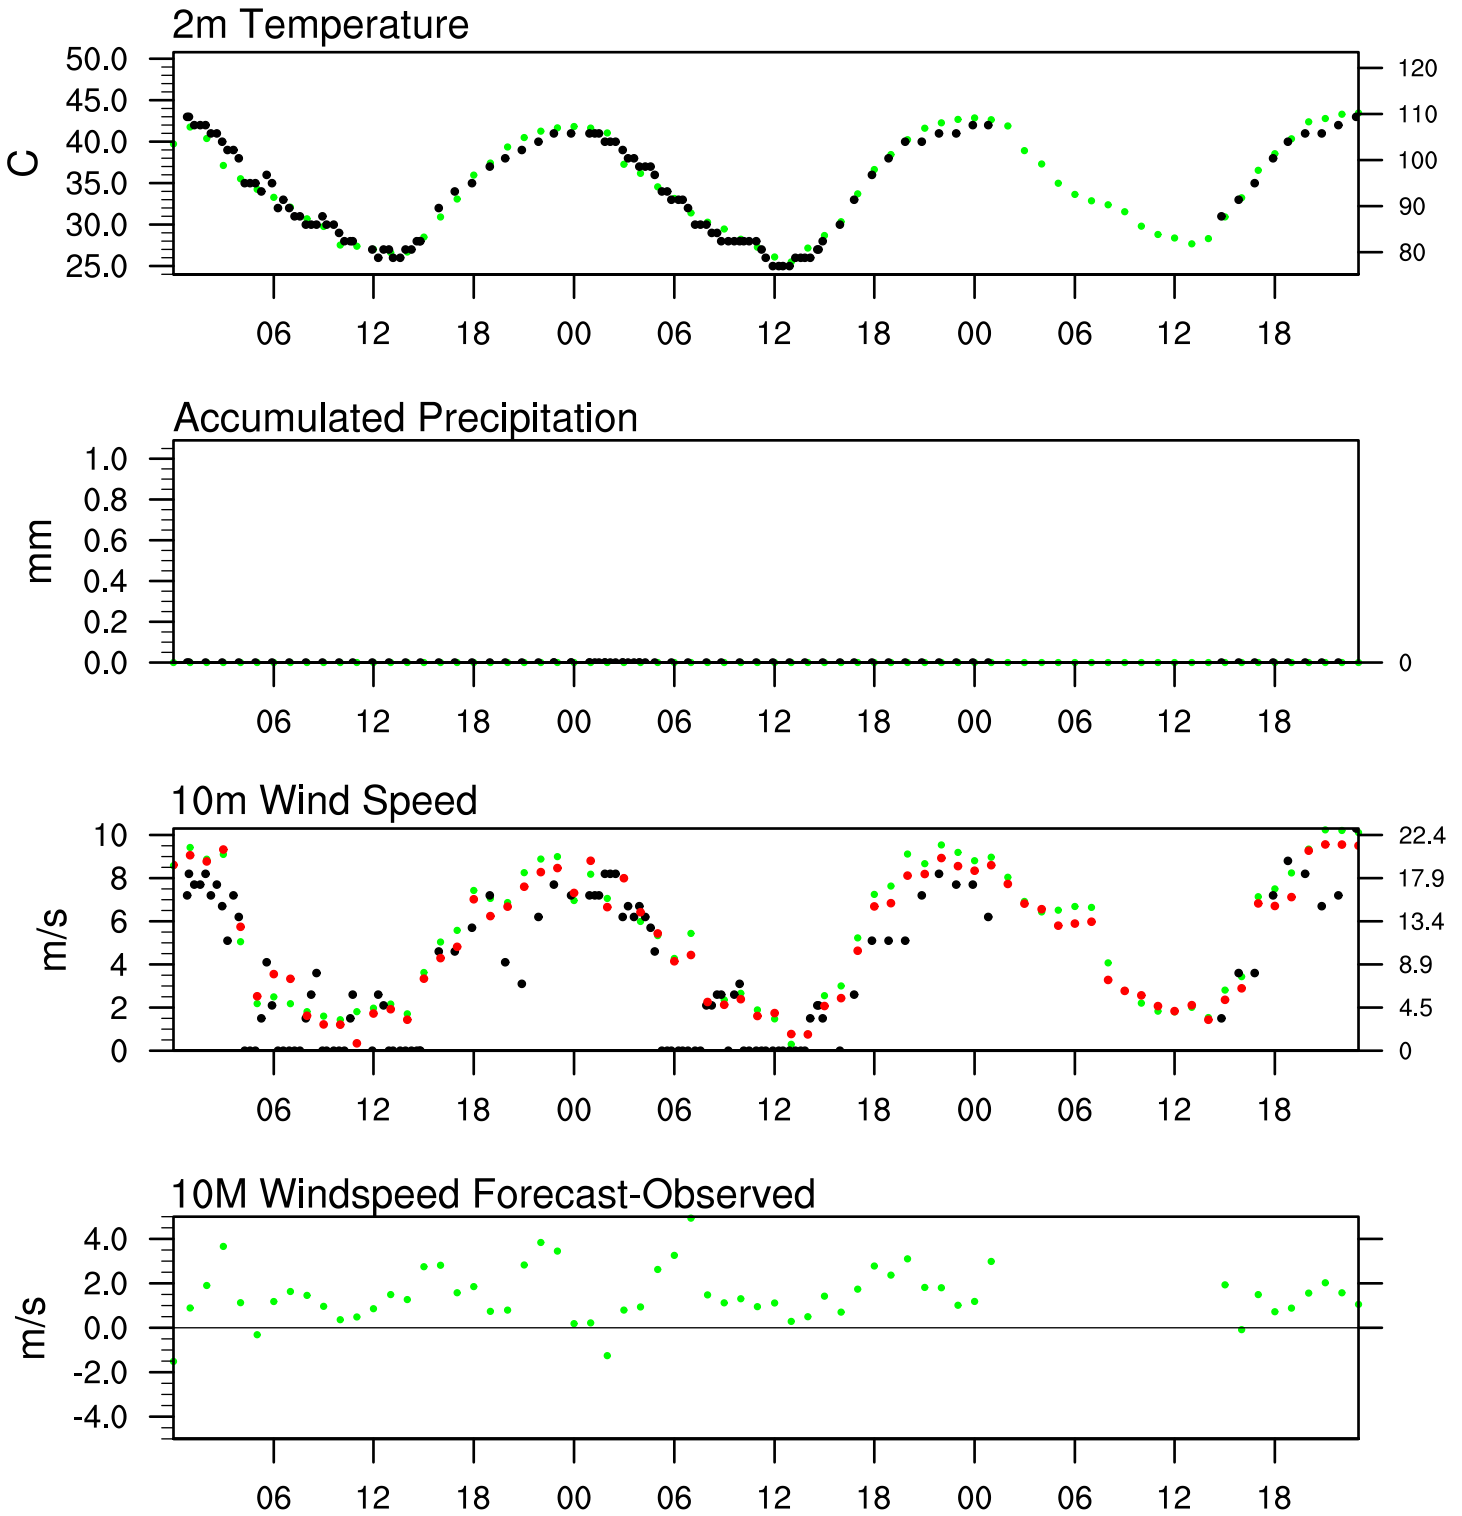 2m Temperature
50.0
45.0
40.0
35.0
30.0
25.0
C
120
110
100
90
80
06 12 18 00 06 12 18 00 06 12 18
Accumulated Precipitation
1.0
0.8
0.6
0.4
0.2
0.0
mm
0
06 12 18 00 06 12 18 00 06 12 18
10m Wind Speed
10
8
6
4
2
0
m/s
22.4
17.9
13.4
8.9
4.5
0
06 12 18 00 06 12 18 00 06 12 18
10M Windspeed Forecast-Observed
4.0
2.0
0.0
-2.0
-4.0
m/s
06 12 18 00 06 12 18 00 06 12 18